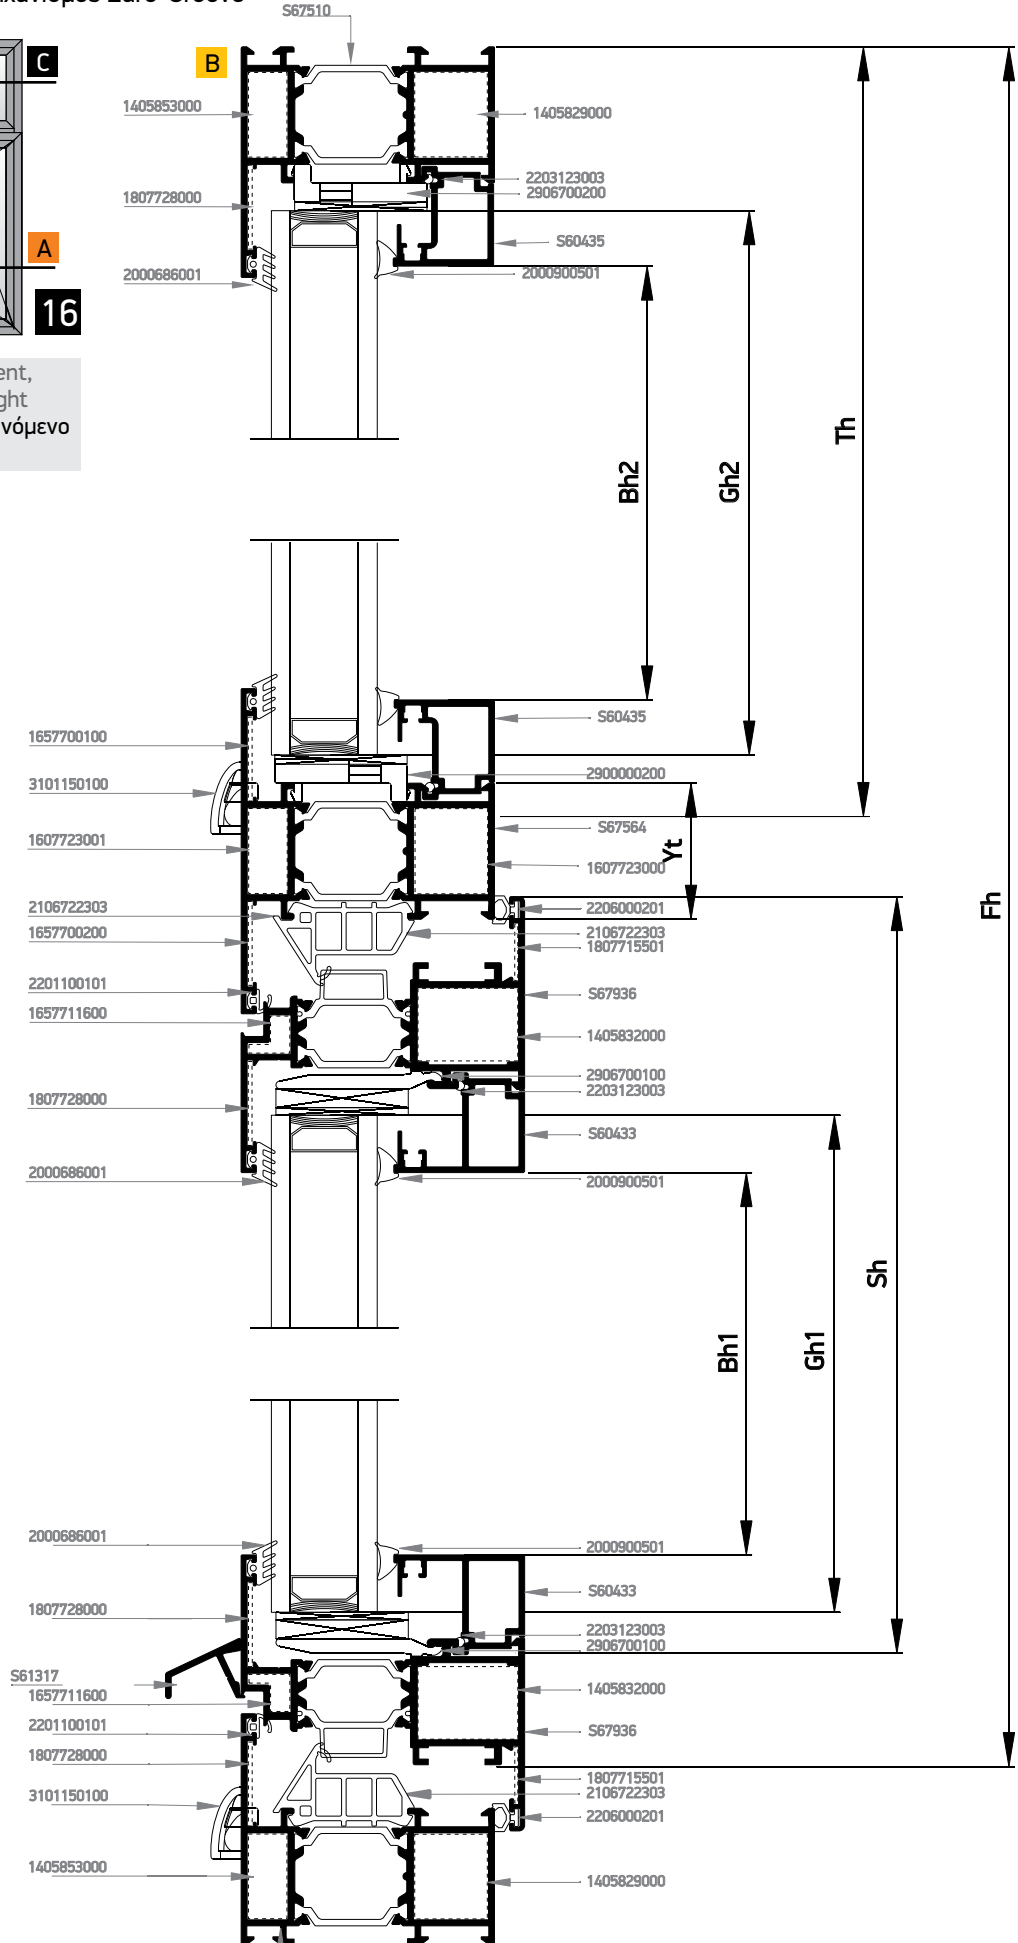 S67510
C
B
1405853000
1405829000
2203123003
1807728000
2906700200
A
S60435
2000686001
2000900501
16
ent,
ght
νόμενο
Th
Bh2
Gh2
S60435
1657700100
2900000200
3101150100
S67564
1607723001
Yt
1607723000
Fh
2106722303
2206000201
1657700200
2106722303
1807715501
2201100101
S67936
1657711600
1405832000
2906700100
2203123003
1807728000
S60433
2000686001
2000900501
Sh
Bh1
Gh1
2000686001
2000900501
S60433
1807728000
2203123003
2906700100
S61317
1657711600
1405832000
2201100101
S67936
1807728000
1807715501
3101150100
2106722303
2206000201
1405853000
1405829000